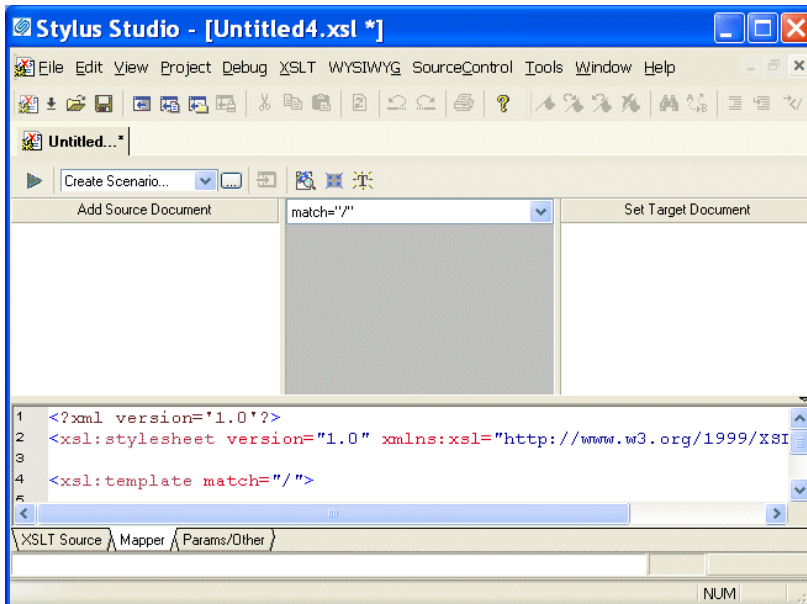 Stylus Studio - [Untitled4.xsl *]
File Edit View Project Debug XSLT WYSIWYG SourceControl Tools Window Help
Untitled...*
Create Scenario... ...
Add Source Document match="/" Set Target Document
1 <?xml version='1.0'?>
2 <xsl:stylesheet version="1.0" xmlns:xsl="http://www.w3.org/1999/XSl
3
4 <xsl:template match="/">
5
XSLT Source Mapper Params/Other
NUM